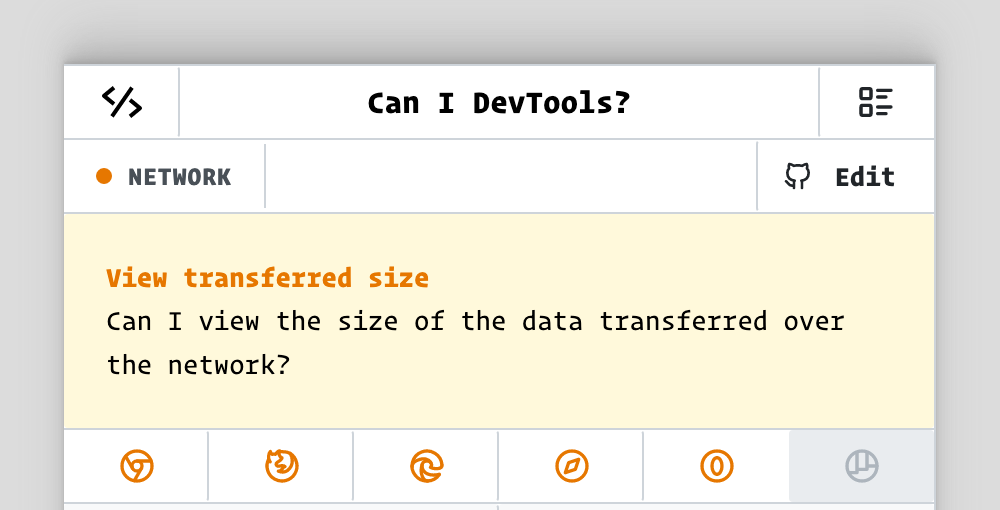 Can I DevTools?
NETWORK
Edit
View transferred size
Can I view the size of the data transferred over
the network?